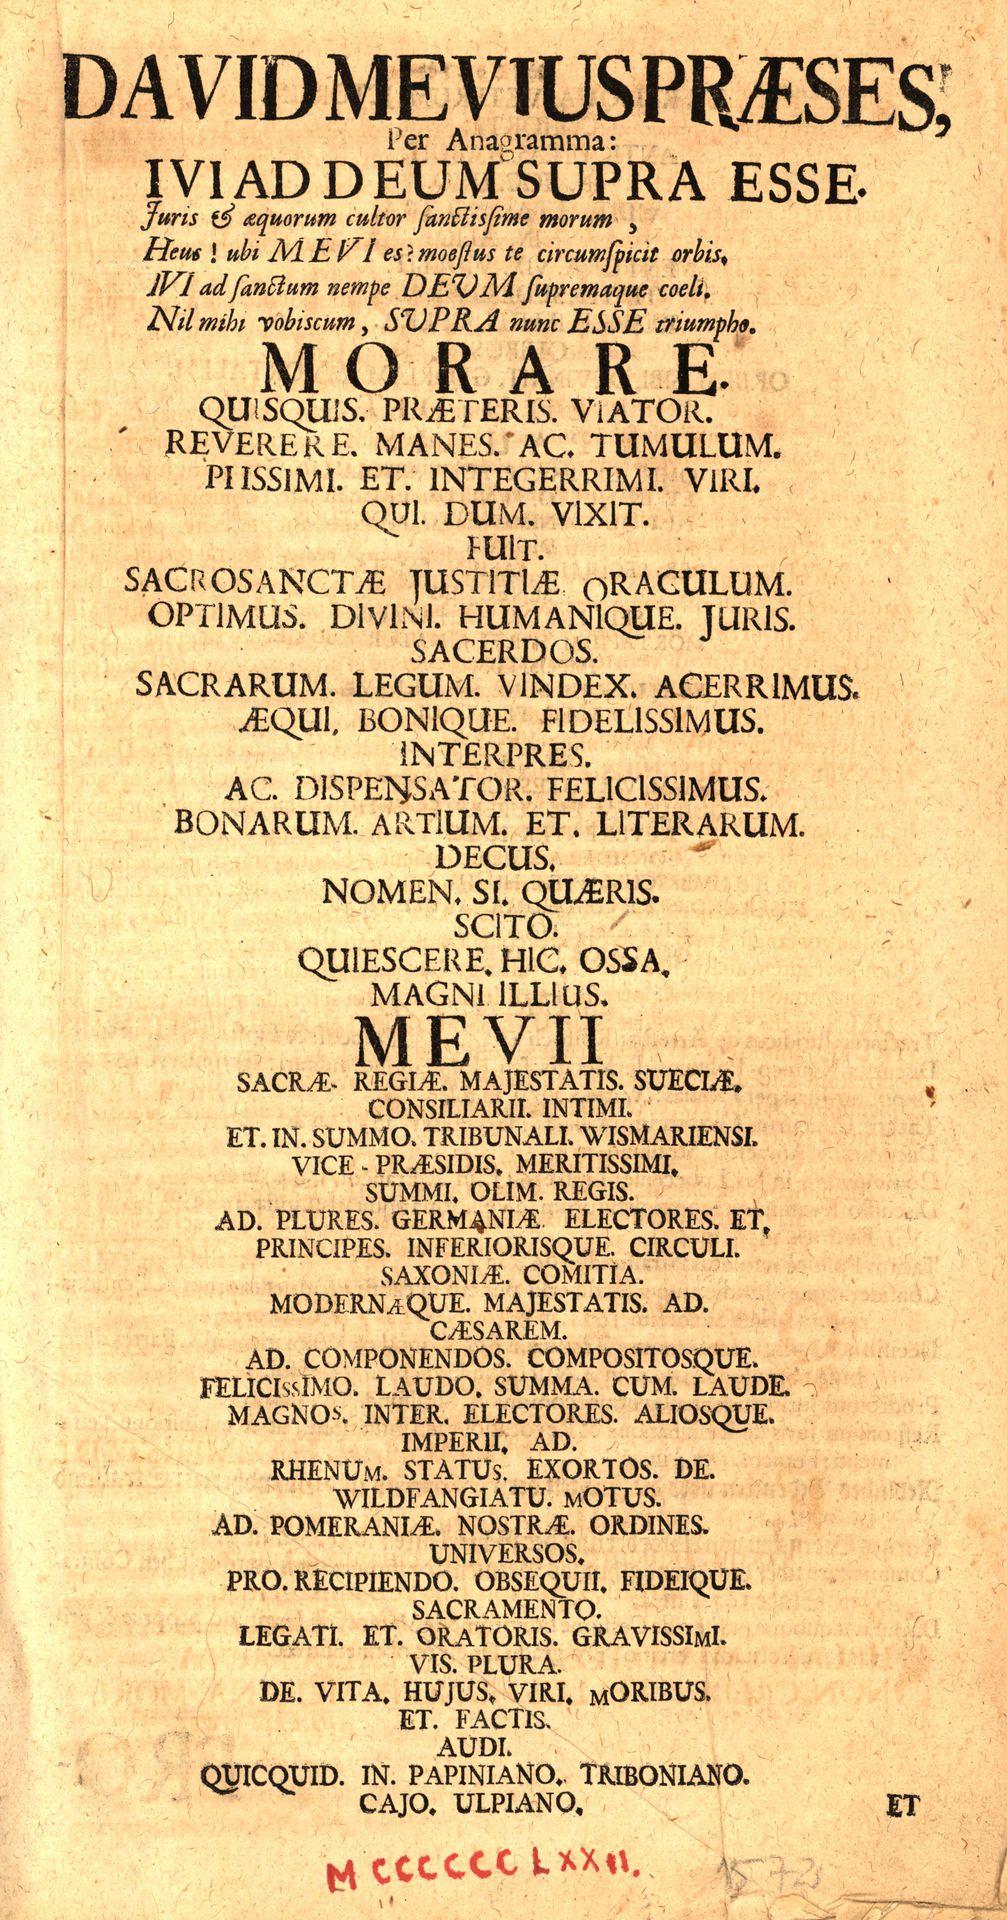 DAVID MEVIUS PRÆSES,
Per Anagramma:
IVI AD DEUM SUPRA ESSE.
Juris & æquorum cultor ſanctisſime morum,
Heus! ubi MEVI es? moeſtus te circumſpicit orbis.
IVI ad ſanctum nempe DEVM ſupremaque coeli.
Nil mihi vobiscum, SVPRA nunc ESSE triumpho.
MORARE.
QUISQUIS. PRÆTERIS. VIATOR.
REVERERE. MANES. AC. TUMULUM.
PIISSIMI. ET. INTEGERRIMI. VIRI.
QUI. DUM. VIXIT.
FUIT.
SACROSANCTÆ JUSTITIÆ ORACULUM.
OPTIMUS. DIVINI. HUMANIQUE. JURIS.
SACERDOS.
SACRARUM. LEGUM. VINDEX. ACERRIMUS.
ÆQUI. BONIQUE. FIDELISSIMUS.
INTERPRES.
AC. DISPENSATOR. FELICISSIMUS.
BONARUM. ARTIUM. ET. LITERARUM.
DECUS.
NOMEN. SI. QUÆRIS.
SCITO.
QUIESCERE. HIC. OSSA.
MAGNI ILLIUS.
MEVII
SACRÆ. REGIÆ. MAJESTATIS. SUECIÆ.
CONSILIARII. INTIMI.
ET. IN. SUMMO. TRIBUNALI. WISMARIENSI.
VICE-PRÆSIDIS. MERITISSIMI.
SUMMI. OLIM. REGIS.
AD. PLURES. GERMANIÆ. ELECTORES. ET.
PRINCIPES. INFERIORISQUE. CIRCULI.
SAXONIÆ. COMITIA.
MODERNÆQUE. MAJESTATIS. AD.
CÆSAREM.
AD. COMPONENDOS. COMPOSITOSQUE.
FELICISSIMO. LAUDO. SUMMA. CUM. LAUDE.
MAGNOS. INTER. ELECTORES. ALIOSQUE.
IMPERII. AD.
RHENUM. STATUS. EXORTOS. DE.
WILDFANGIATU. MOTUS.
AD. POMERANIÆ. NOSTRÆ. ORDINES.
UNIVERSOS.
PRO. RECIPIENDO. OBSEQUII. FIDEIQUE.
SACRAMENTO.
LEGATI. ET. ORATORIS. GRAVISSIMI.
VIS. PLURA.
DE. VITA. HUJUS. VIRI. MORIBUS.
ET. FACTIS.
AUDI.
QUICQUID. IN. PAPINIANO. TRIBONIANO.
CAJO. ULPIANO.
ET
MCCCCCCLXXII.
1572